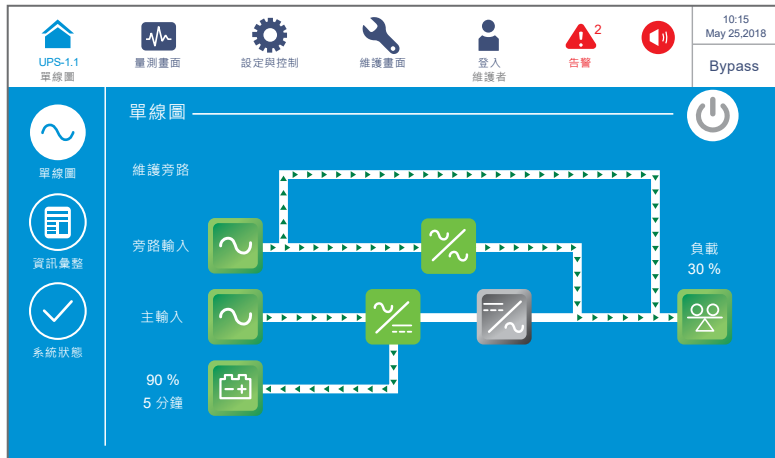 UPS-1.1
單線圖
量測畫面
設定與控制
維護畫面
登入
維護者
2
告警
10:15
May 25,2018
Bypass
單線圖
資訊彙整
系統狀態
單線圖
維護旁路
旁路輸入
主輸入
90 %
5 分鐘
負載
30 %